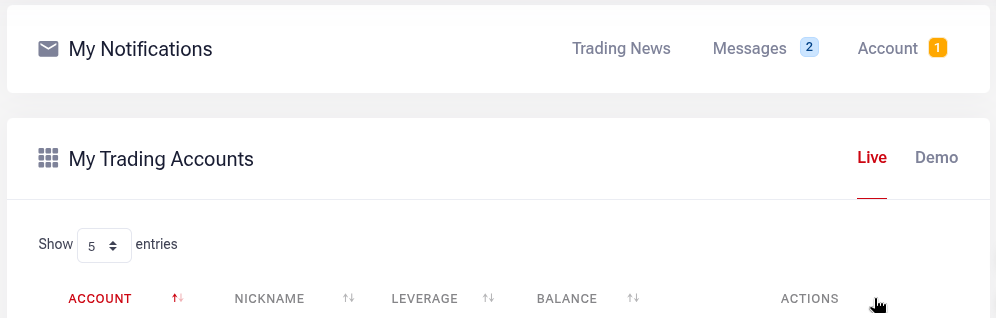 My Notifications Trading News Messages 2 Account 1
My Trading Accounts Live Demo
Show 5 entries
ACCOUNT NICKNAME LEVERAGE BALANCE ACTIONS